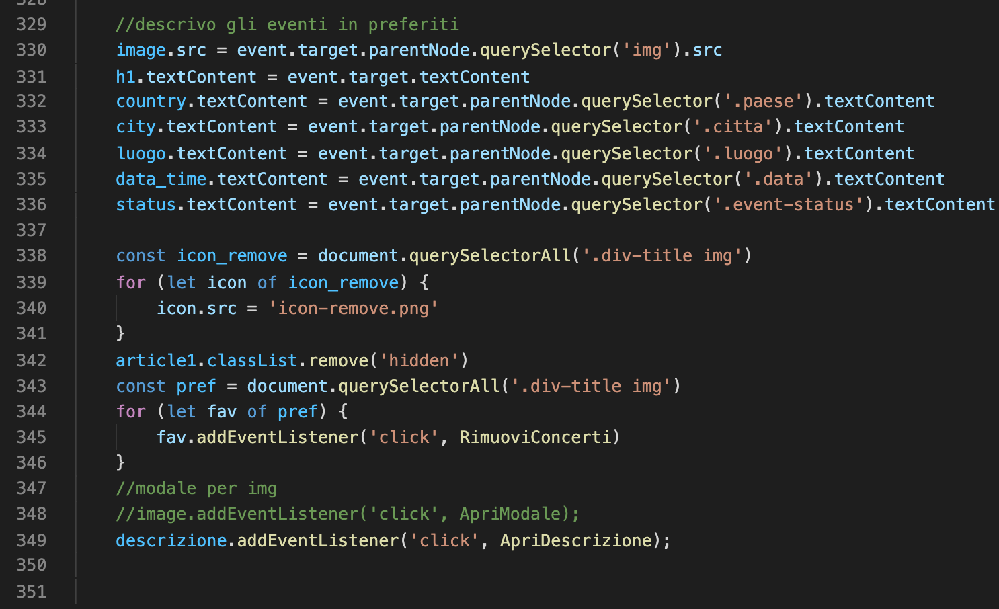 328
329 //descrivo gli eventi in preferiti
330 image.src = event.target.parentNode.querySelector('img').src
331 h1.textContent = event.target.textContent
332 country.textContent = event.target.parentNode.querySelector('.paese').textContent
333 city.textContent = event.target.parentNode.querySelector('.citta').textContent
334 luogo.textContent = event.target.parentNode.querySelector('.luogo').textContent
335 data_time.textContent = event.target.parentNode.querySelector('.data').textContent
336 status.textContent = event.target.parentNode.querySelector('.event-status').textContent
337
338 const icon_remove = document.querySelectorAll('.div-title img')
339 for (let icon of icon_remove) {
340 icon.src = 'icon-remove.png'
341 }
342 article1.classList.remove('hidden')
343 const pref = document.querySelectorAll('.div-title img')
344 for (let fav of pref) {
345 fav.addEventListener('click', RimuoviConcerti)
346 }
347 //modale per img
348 //image.addEventListener('click', ApriModale);
349 descrizione.addEventListener('click', ApriDescrizione);
350
351